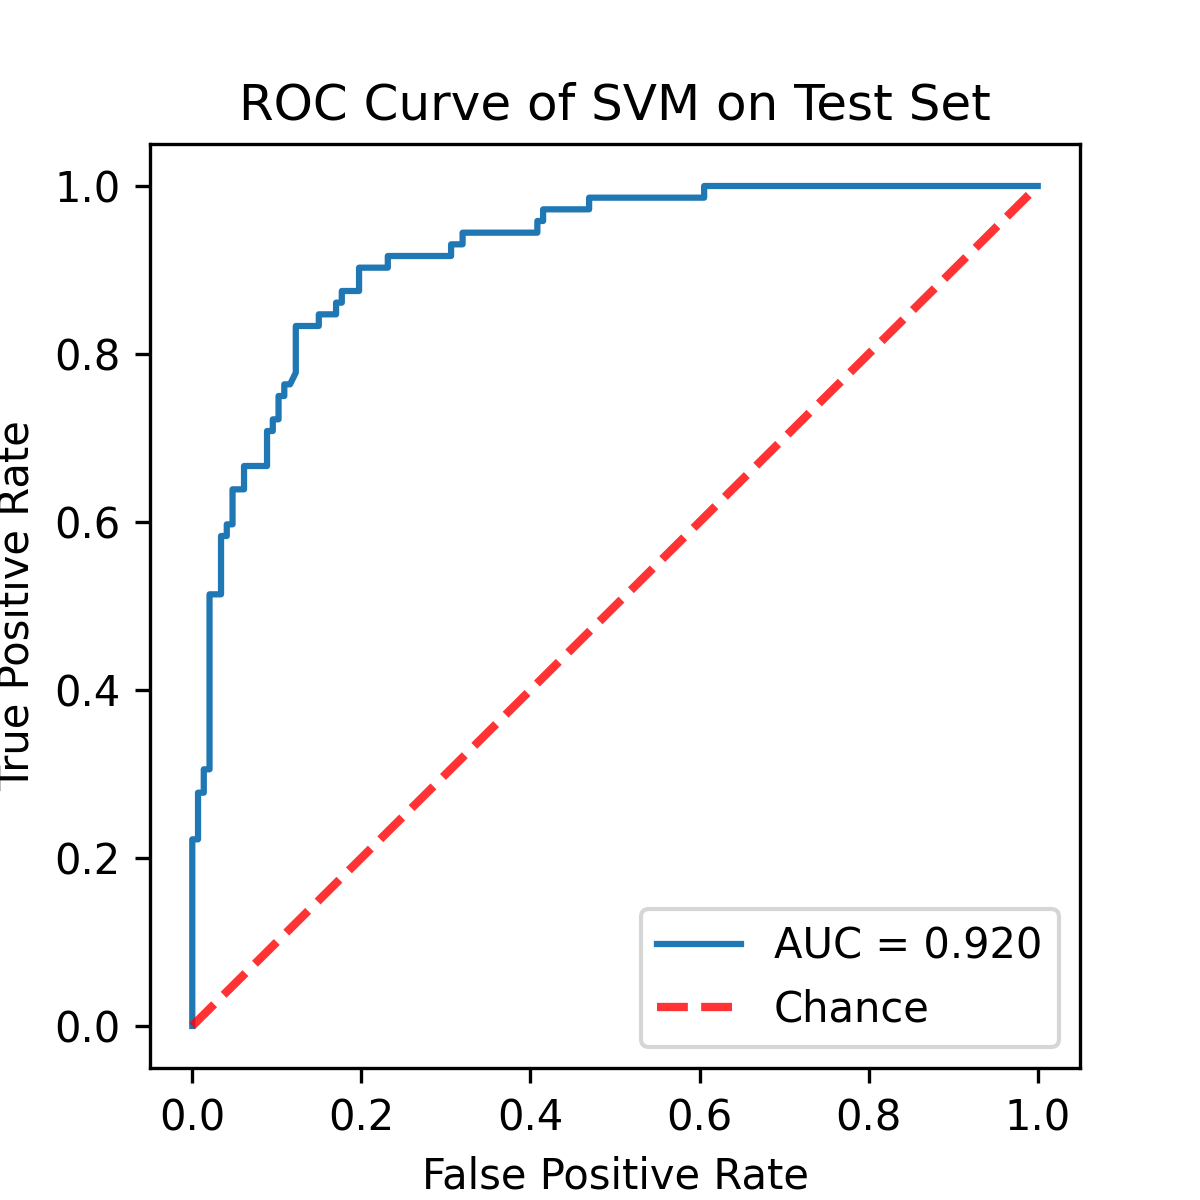 ROC Curve of SVM on Test Set
True Positive Rate
1.0
0.8
0.6
0.4
0.2
0.0
AUC = 0.920
Chance
0.0 0.2 0.4 0.6 0.8 1.0
False Positive Rate